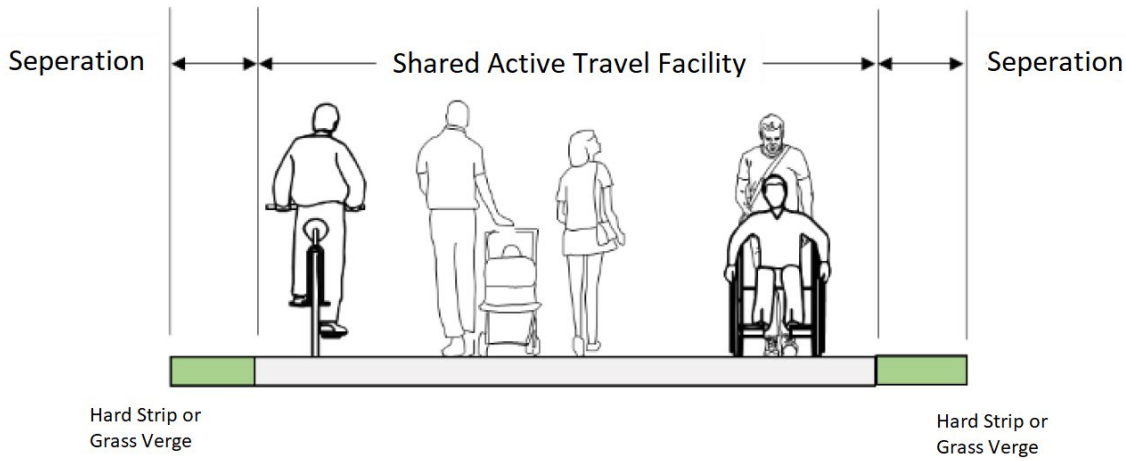 Seperation
Shared Active Travel Facility
Seperation
Hard Strip or
Grass Verge
Hard Strip or
Grass Verge